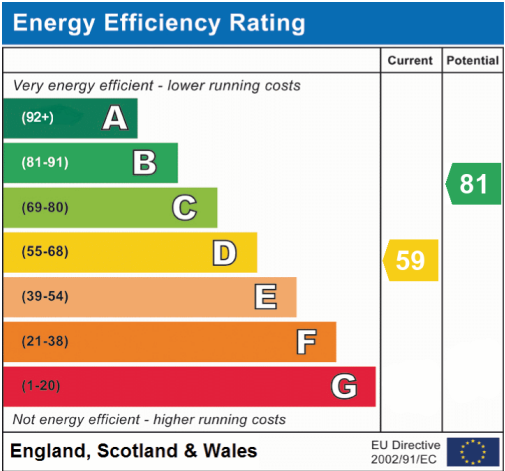 Energy Efficiency Rating
Current Potential
Very energy efficient - lower running costs
(92+) A
(81-91) B
81
(69-80) C
(55-68) D
59
(39-54) E
(21-38) F
(1-20) G
Not energy efficient - higher running costs
England, Scotland & Wales
EU Directive
2002/91/EC